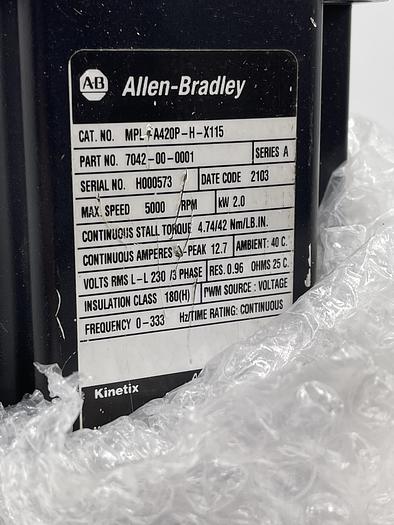 AB Allen-Bradley
CAT. NO. MPL-A420P-H-X115
PART NO. 7042-00-0001 SERIES A
SERIAL NO. H000573 DATE CODE 2103
MAX. SPEED 5000 RPM kW 2.0
CONTINUOUS STALL TORQUE 4.74/42 Nm/LB.IN.
CONTINUOUS AMPERES PEAK 12.7 AMBIENT: 40 C.
VOLTS RMS L-L 230 /3 PHASE RES. 0.96 OHMS 25 C.
INSULATION CLASS 180(H) PWM SOURCE : VOLTAGE
FREQUENCY 0-333 Hz/TIME RATING: CONTINUOUS
Kinetix